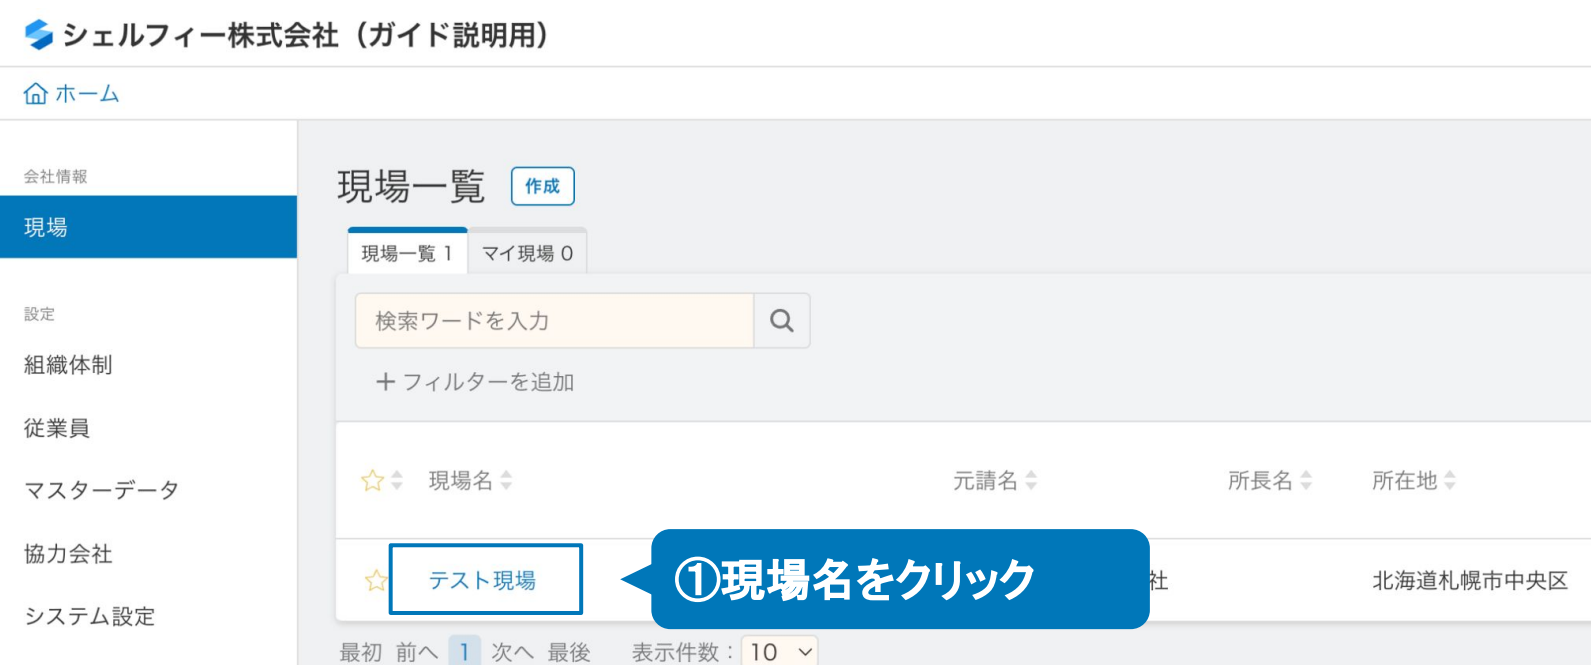 シェルフィー株式会社（ガイド説明用）
ホーム
会社情報
現場
設定
組織体制
従業員
マスターデータ
協力会社
システム設定
現場一覧 作成
現場一覧 1 マイ現場 0
検索ワードを入力
+ フィルターを追加
現場名 元請名 所長名 所在地
テスト現場 ①現場名をクリック 社 北海道札幌市中央区
最初 前へ 1 次へ 最後 表示件数： 10